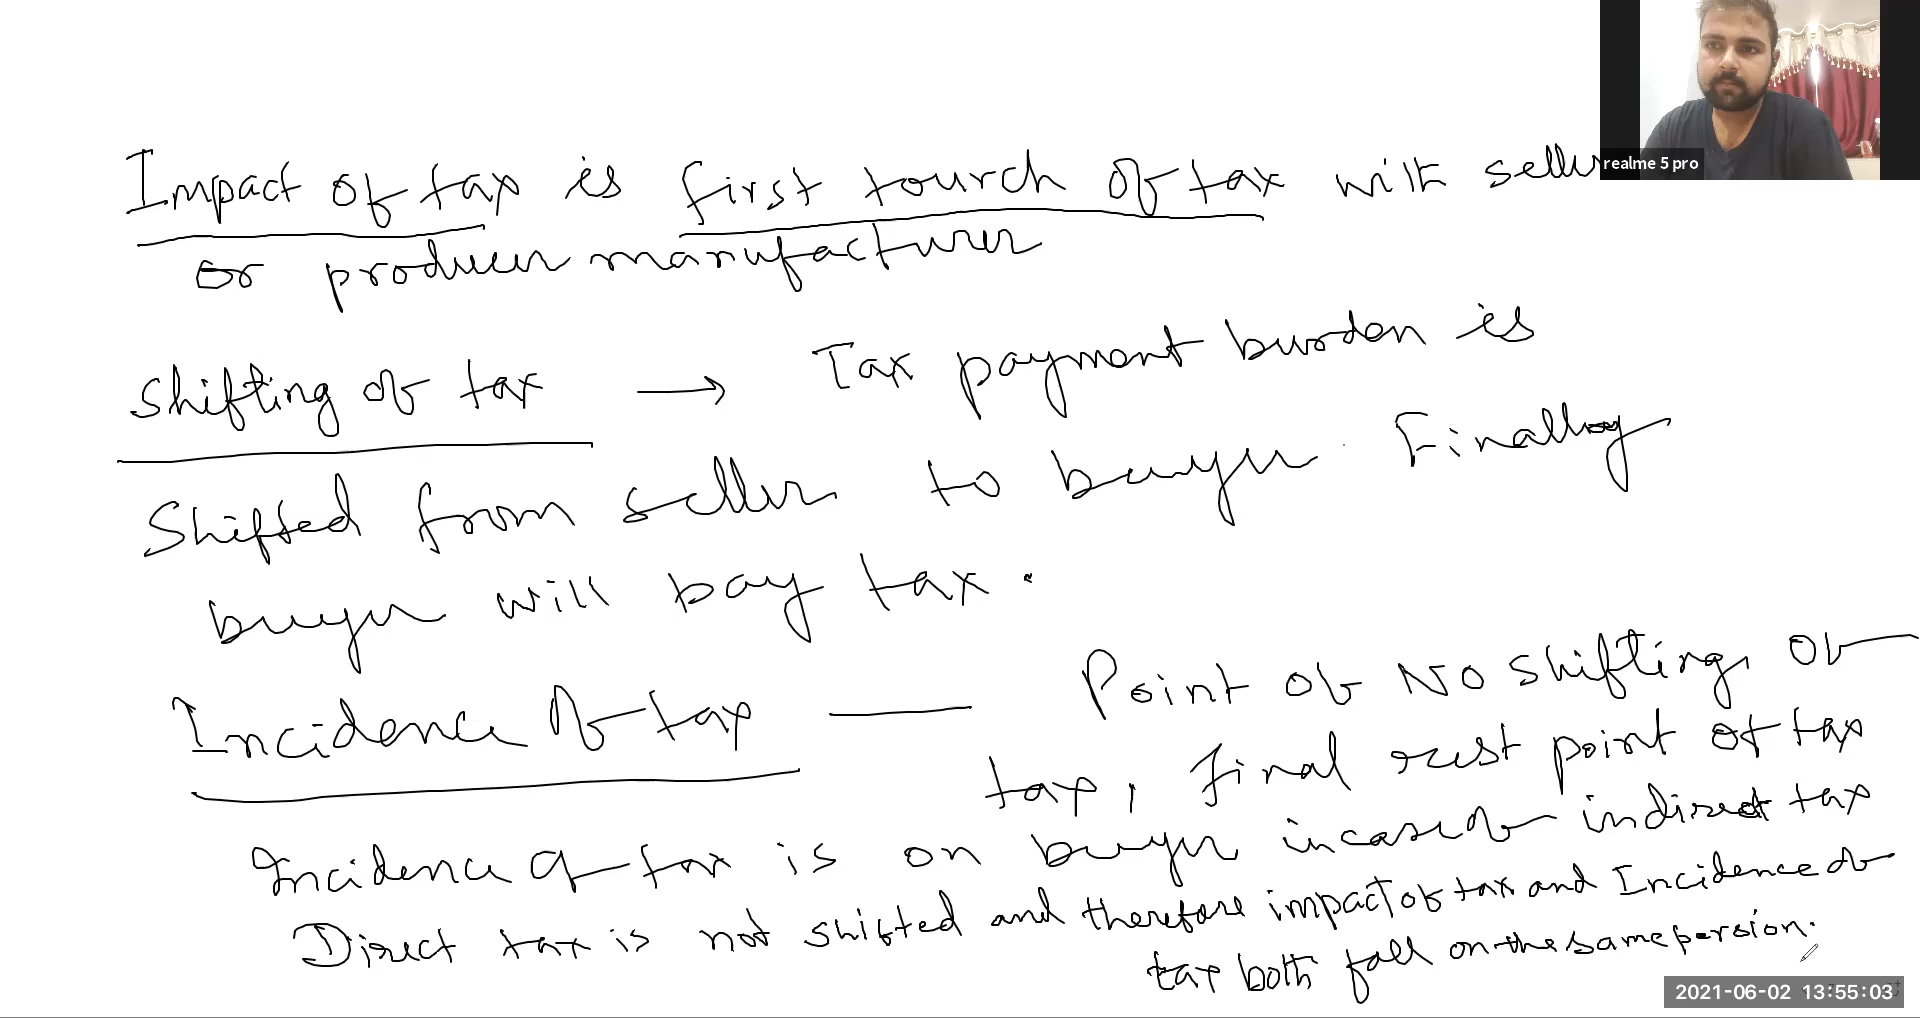 Impact of tax is first tourch of tax with seller
realme 5 pro
or producer manufacturer
Shifting of tax → Tax payment burden is
Shifted from seller to buyer. Finally
buyer will bay tax.
Incidence of tax — Point of No shifting of
tax, final rest point of tax
Incidence of tax is on buyer incase of indirect tax
Direct tax is not shifted and therefore impact of tax and Incidence of
tax both fall on the same persion.
2021-06-02 13:55:03